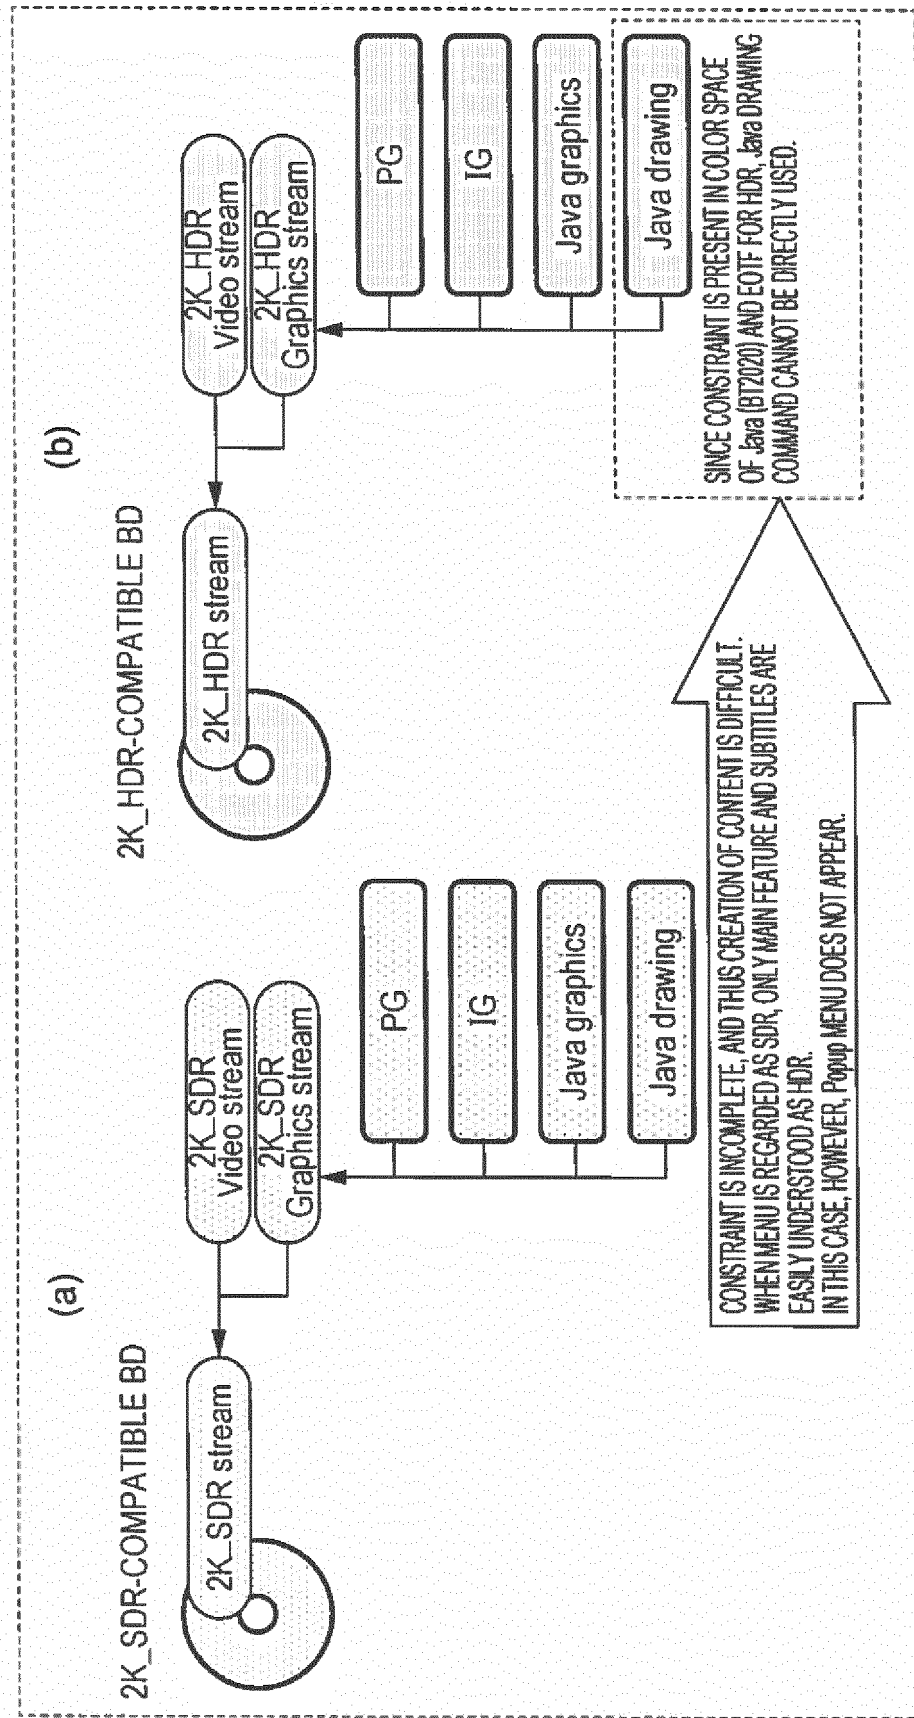 (a)
2K_SDR-COMPATIBLE BD
2K_SDR stream
2K_SDR
Video stream
2K_SDR
Graphics stream
PG
IG
Java graphics
Java drawing
(b)
2K_HDR-COMPATIBLE BD
2K_HDR stream
2K_HDR
Video stream
2K_HDR
Graphics stream
PG
IG
Java graphics
Java drawing
SINCE CONSTRAINT IS PRESENT IN COLOR SPACE
OF Java (BT2020) AND EOTF FOR HDR, Java DRAWING
COMMAND CANNOT BE DIRECTLY USED.
CONSTRAINT IS INCOMPLETE, AND THUS CREATION OF CONTENT IS DIFFICULT.
WHEN MENU IS REGARDED AS SDR, ONLY MAIN FEATURE AND SUBTITLES ARE
EASILY UNDERSTOOD AS HDR.
IN THIS CASE, HOWEVER, Popup MENU DOES NOT APPEAR.